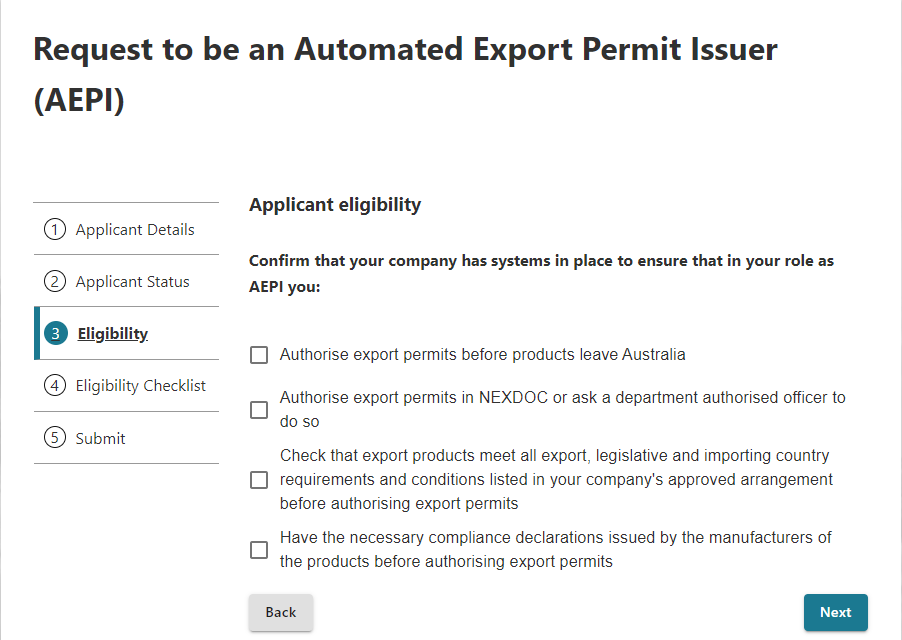 Request to be an Automated Export Permit Issuer
(AEPI)
1 Applicant Details
2 Applicant Status
3 Eligibility
4 Eligibility Checklist
5 Submit
Applicant eligibility
Confirm that your company has systems in place to ensure that in your role as
AEPI you:
Authorise export permits before products leave Australia
Authorise export permits in NEXDOC or ask a department authorised officer to
do so
Check that export products meet all export, legislative and importing country
requirements and conditions listed in your company's approved arrangement
before authorising export permits
Have the necessary compliance declarations issued by the manufacturers of
the products before authorising export permits
Back
Next